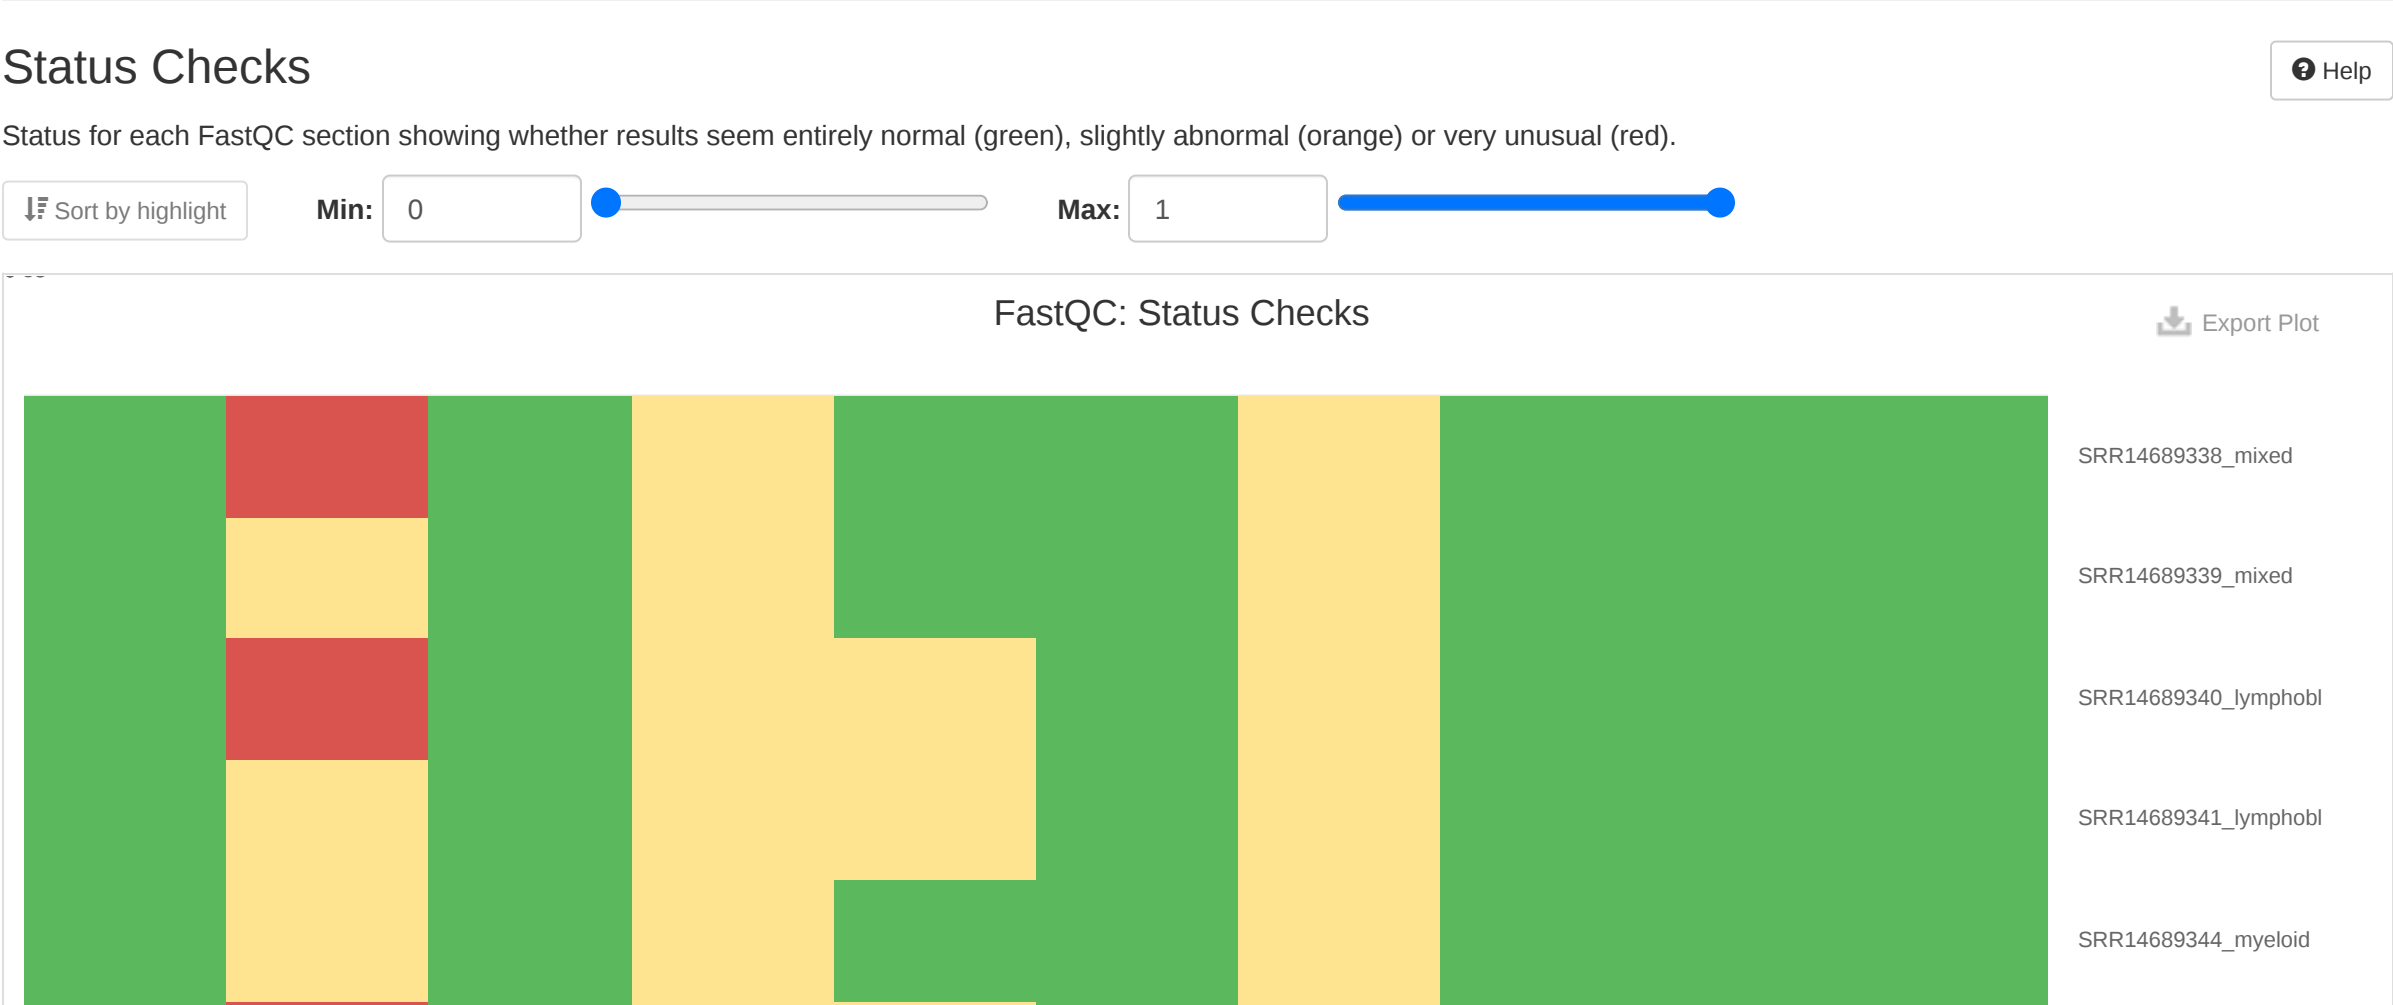 Status Checks
Help
Status for each FastQC section showing whether results seem entirely normal (green), slightly abnormal (orange) or very unusual (red).
Sort by highlight Min: 0 Max: 1
FastQC: Status Checks
Export Plot
SRR14689338_mixed
SRR14689339_mixed
SRR14689340_lymphobl
SRR14689341_lymphobl
SRR14689344_myeloid